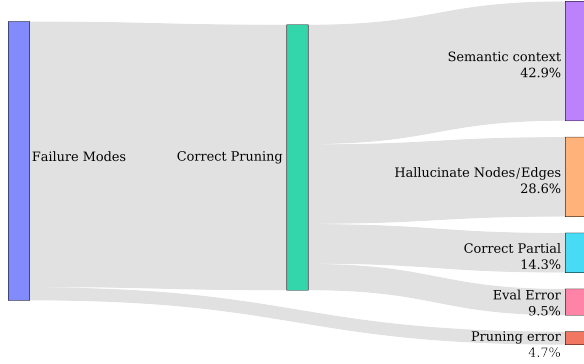 Semantic context
42.9%
Failure Modes
Correct Pruning
Hallucinate Nodes/Edges
28.6%
Correct Partial
14.3%
Eval Error
9.5%
Pruning error
4.7%